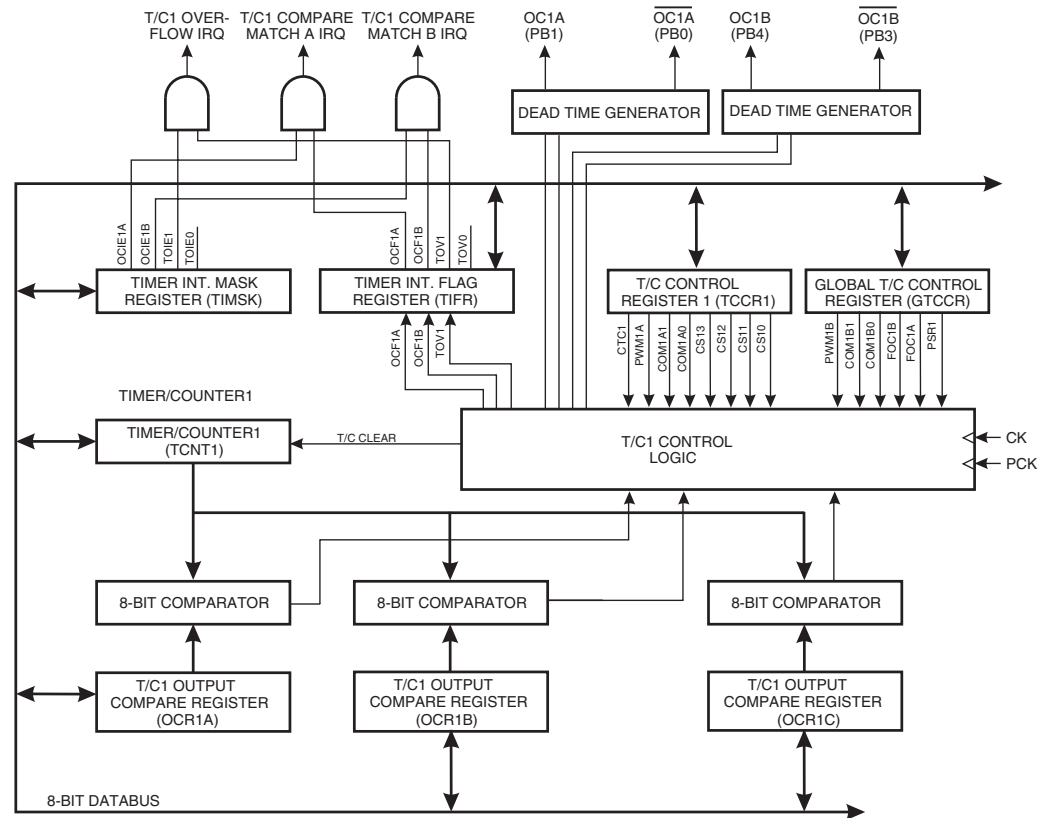 T/C1 OVER-
FLOW IRQ
T/C1 COMPARE
MATCH A IRQ
T/C1 COMPARE
MATCH B IRQ
OC1A
(PB1)
OC1A
(PB0)
OC1B
(PB4)
OC1B
(PB3)
DEAD TIME GENERATOR
DEAD TIME GENERATOR
OCIE1A
OCIE1B
TOIE1
TOIE0
OCF1A
OCF1B
TOV1
TOV0
TIMER INT. MASK
REGISTER (TIMSK)
TIMER INT. FLAG
REGISTER (TIFR)
T/C CONTROL
REGISTER 1 (TCCR1)
GLOBAL T/C CONTROL
REGISTER (GTCCR)
OCF1A
OCF1B
TOV1
CTC1
PWM1A
COM1A1
COM1A0
CS13
CS12
CS11
CS10
PWM1B
COM1B1
COM1B0
FOC1B
FOC1A
PSR1
TIMER/COUNTER1
TIMER/COUNTER1
(TCNT1)
T/C CLEAR
T/C1 CONTROL
LOGIC
CK
PCK
8-BIT COMPARATOR
8-BIT COMPARATOR
8-BIT COMPARATOR
T/C1 OUTPUT
COMPARE REGISTER
(OCR1A)
T/C1 OUTPUT
COMPARE REGISTER
(OCR1B)
T/C1 OUTPUT
COMPARE REGISTER
(OCR1C)
8-BIT DATABUS